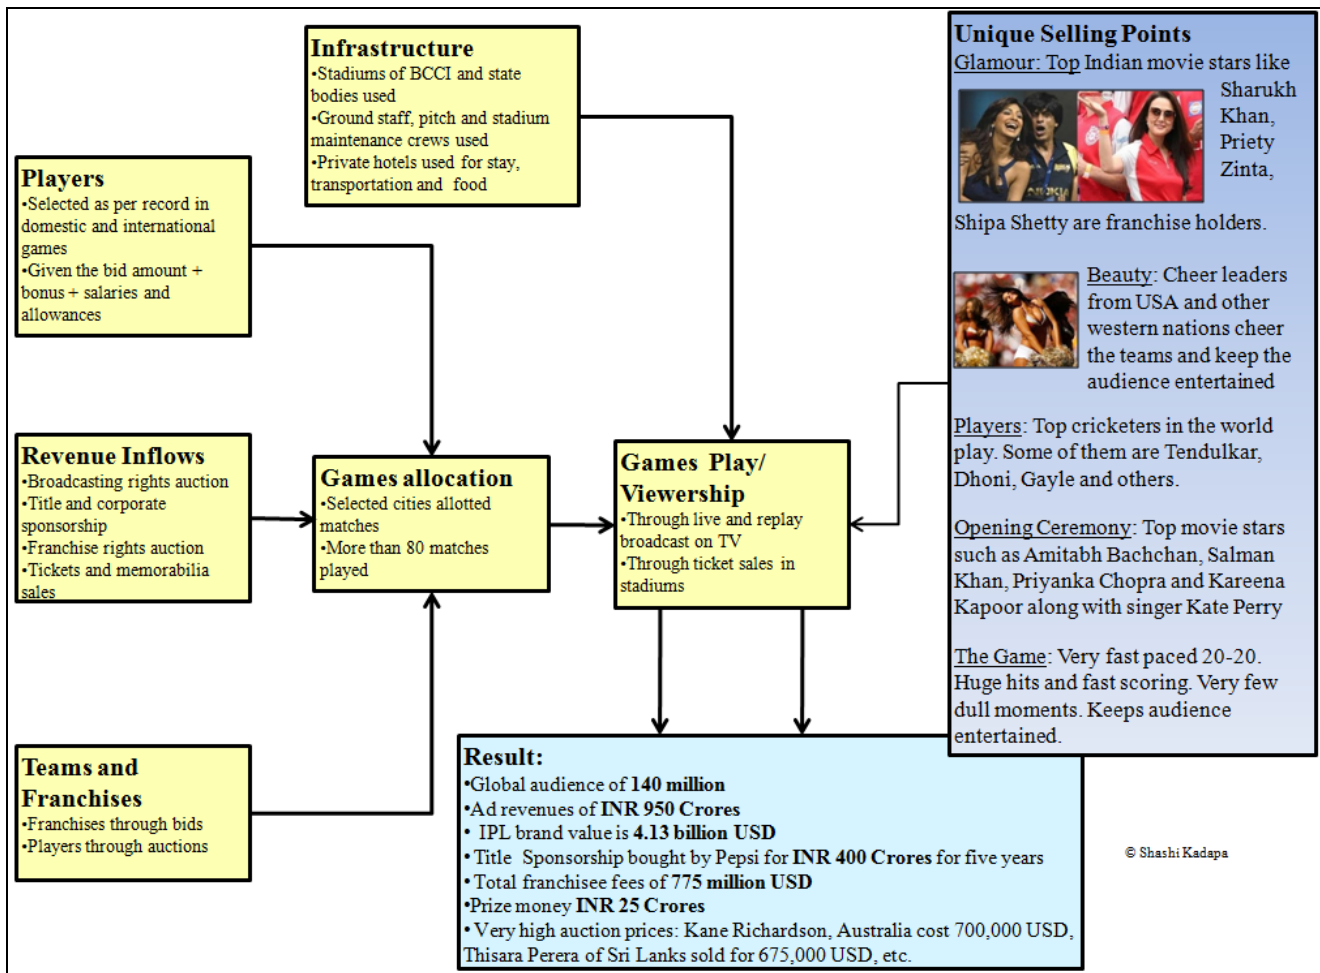 Infrastructure
•Stadiums of BCCI and state
bodies used
•Ground staff, pitch and stadium
maintenance crews used
•Private hotels used for stay,
transportation and food
Players
•Selected as per record in
domestic and international
games
•Given the bid amount +
bonus + salaries and
allowances
Revenue Inflows
•Broadcasting rights auction
•Title and corporate
sponsorship
•Franchise rights auction
•Tickets and memorabilia
sales
Teams and
Franchises
•Franchises through bids
•Players through auctions
Games allocation
•Selected cities allotted
matches
•More than 80 matches
played
Games Play/
Viewership
•Through live and replay
broadcast on TV
•Through ticket sales in
stadiums
Unique Selling Points
Glamour: Top Indian movie stars like
Sharukh
Khan,
Priety
Zinta,
Shipa Shetty are franchise holders.
Beauty: Cheer leaders
from USA and other
western nations cheer
the teams and keep the
audience entertained
Players: Top cricketers in the world
play. Some of them are Tendulkar,
Dhoni, Gayle and others.
Opening Ceremony: Top movie stars
such as Amitabh Bachchan, Salman
Khan, Priyanka Chopra and Kareena
Kapoor along with singer Kate Perry
The Game: Very fast paced 20-20.
Huge hits and fast scoring. Very few
dull moments. Keeps audience
entertained.
Result:
•Global audience of 140 million
•Ad revenues of INR 950 Crores
• IPL brand value is 4.13 billion USD
•Title Sponsorship bought by Pepsi for INR 400 Crores for five years
•Total franchisee fees of 775 million USD
•Prize money INR 25 Crores
•Very high auction prices: Kane Richardson, Australia cost 700,000 USD,
Thisara Perera of Sri Lanks sold for 675,000 USD, etc.
© Shashi Kadapa